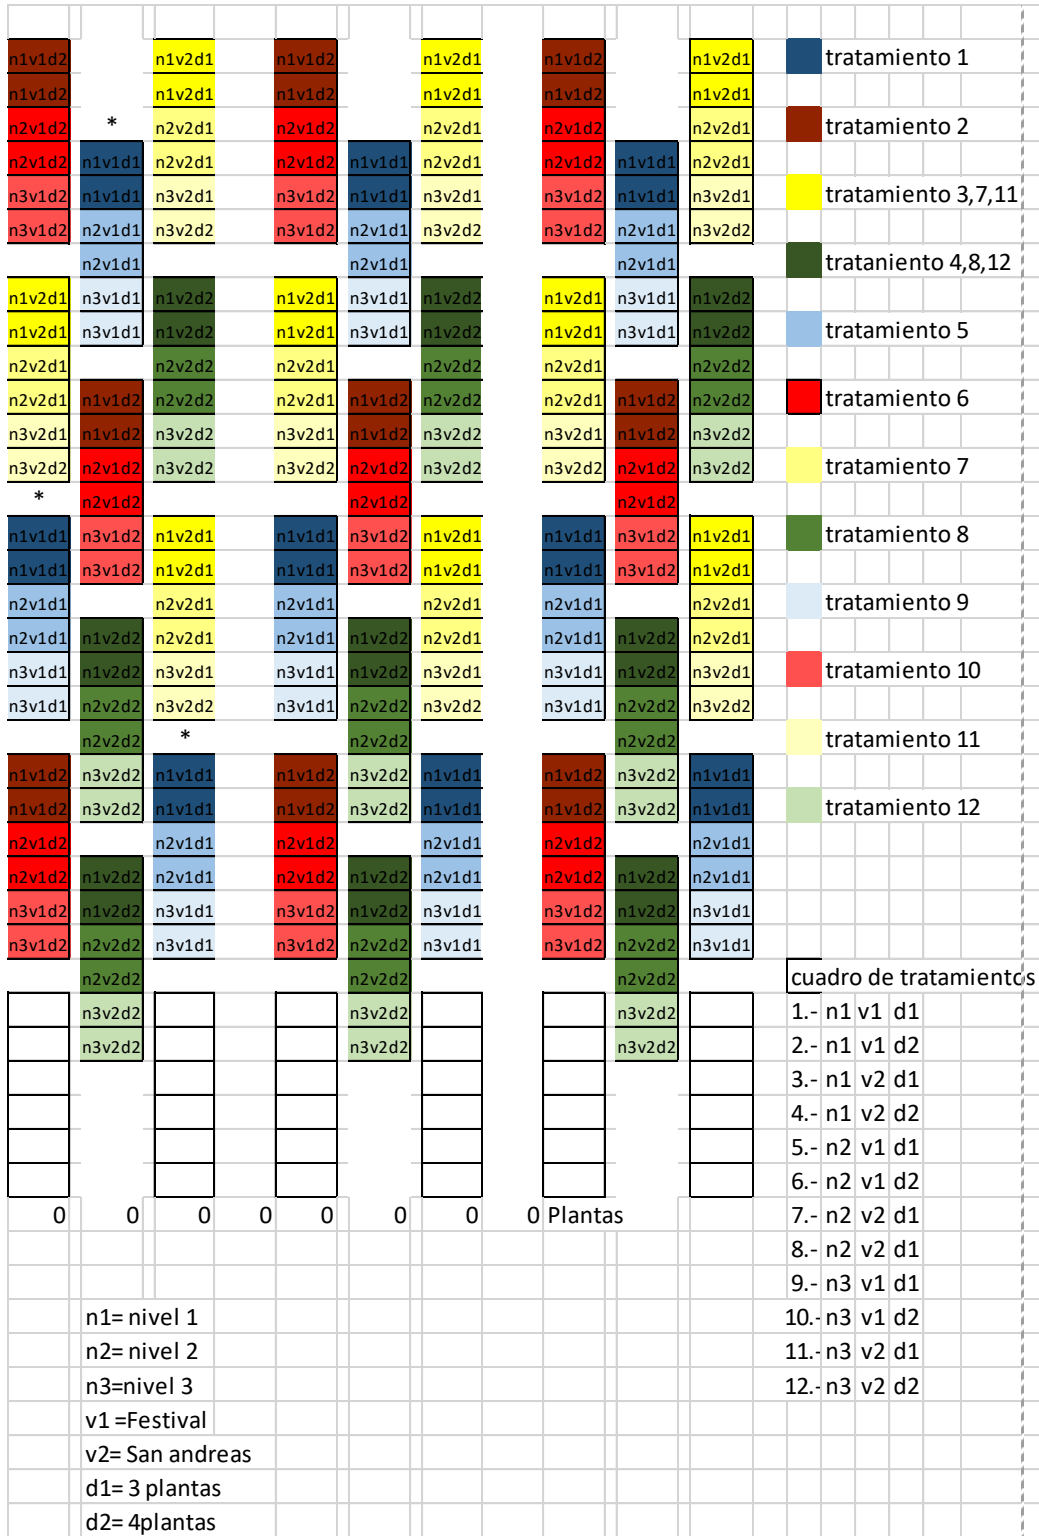 n1v1d2 n1v2d1 n1v1d2 n1v2d1 n1v1d2 n1v2d1 tratamiento 1
n1v1d2 n1v2d1 n1v1d2 n1v2d1 n1v1d2 n1v2d1
n2v1d2 * n2v2d1 n2v1d2 n2v2d1 n2v1d2 n2v2d1 tratamiento 2
n2v1d2 n1v1d1 n2v2d1 n2v1d2 n1v1d1 n2v2d1 n2v1d2 n1v1d1 n2v2d1
n3v1d2 n1v1d1 n3v2d1 n3v1d2 n1v1d1 n3v2d1 n3v1d2 n1v1d1 n3v2d1 tratamiento 3,7,11
n3v1d2 n2v1d1 n3v2d2 n3v1d2 n2v1d1 n3v2d2 n3v1d2 n2v1d1 n3v2d2
n2v1d1 n2v1d1 n2v1d1 trataniento 4,8,12
n1v2d1 n3v1d1 n1v2d2 n1v2d1 n3v1d1 n1v2d2 n1v2d1 n3v1d1 n1v2d2
n1v2d1 n3v1d1 n1v2d2 n1v2d1 n3v1d1 n1v2d2 n1v2d1 n3v1d1 n1v2d2 tratamiento 5
n2v2d1 n2v2d2 n2v2d1 n2v2d2 n2v2d1 n2v2d2
n2v2d1 n1v1d2 n2v2d2 n2v2d1 n1v1d2 n2v2d2 n2v2d1 n1v1d2 n2v2d2 tratamiento 6
n3v2d1 n1v1d2 n3v2d2 n3v2d1 n1v1d2 n3v2d2 n3v2d1 n1v1d2 n3v2d2
n3v2d2 n2v1d2 n3v2d2 n3v2d2 n2v1d2 n3v2d2 n3v2d2 n2v1d2 n3v2d2 tratamiento 7
* n2v1d2 n2v1d2 n2v1d2
n1v1d1 n3v1d2 n1v2d1 n1v1d1 n3v1d2 n1v2d1 n1v1d1 n3v1d2 n1v2d1 tratamiento 8
n1v1d1 n3v1d2 n1v2d1 n1v1d1 n3v1d2 n1v2d1 n1v1d1 n3v1d2 n1v2d1
n2v1d1 n2v2d1 n2v1d1 n2v2d1 n2v1d1 n2v2d1 tratamiento 9
n2v1d1 n1v2d2 n2v2d1 n2v1d1 n1v2d2 n2v2d1 n2v1d1 n1v2d2 n2v2d1
n3v1d1 n1v2d2 n3v2d1 n3v1d1 n1v2d2 n3v2d1 n3v1d1 n1v2d2 n3v2d1 tratamiento 10
n3v1d1 n2v2d2 n3v2d2 n3v1d1 n2v2d2 n3v2d2 n3v1d1 n2v2d2 n3v2d2
n2v2d2 * n2v2d2 n2v2d2 tratamiento 11
n1v1d2 n3v2d2 n1v1d1 n1v1d2 n3v2d2 n1v1d1 n1v1d2 n3v2d2 n1v1d1
n1v1d2 n3v2d2 n1v1d1 n1v1d2 n3v2d2 n1v1d1 n1v1d2 n3v2d2 n1v1d1 tratamiento 12
n2v1d2 n2v1d1 n2v1d2 n2v1d1 n2v1d2 n2v1d1
n2v1d2 n1v2d2 n2v1d1 n2v1d2 n1v2d2 n2v1d1 n2v1d2 n1v2d2 n2v1d1
n3v1d2 n1v2d2 n3v1d1 n3v1d2 n1v2d2 n3v1d1 n3v1d2 n1v2d2 n3v1d1
n3v1d2 n2v2d2 n3v1d1 n3v1d2 n2v2d2 n3v1d1 n3v1d2 n2v2d2 n3v1d1
n2v2d2 n2v2d2 n2v2d2 cuadro de tratamientos
n3v2d2 n3v2d2 n3v2d2 1.- n1 v1 d1
n3v2d2 n3v2d2 n3v2d2 2.- n1 v1 d2
3.- n1 v2 d1
4.- n1 v2 d2
5.- n2 v1 d1
6.- n2 v1 d2
0 0 0 0 0 0 0 0 Plantas 7.- n2 v2 d1
8.- n2 v2 d1
9.- n3 v1 d1
n1= nivel 1 10.- n3 v1 d2
n2= nivel 2 11.- n3 v2 d1
n3=nivel 3 12.- n3 v2 d2
v1 =Festival
v2= San andreas
d1= 3 plantas
d2= 4plantas